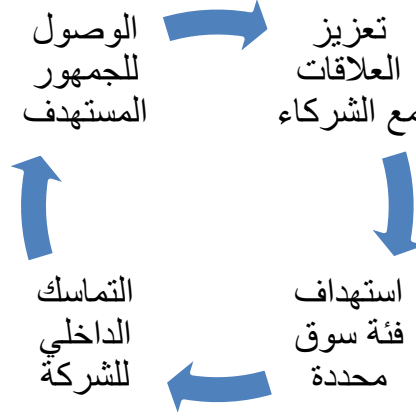 تعزيز
العلاقات
مع الشركاء
استهداف
فئة سوق
محددة
التماسك
الداخلي
للشركة
الوصول
للجمهور
المستهدف